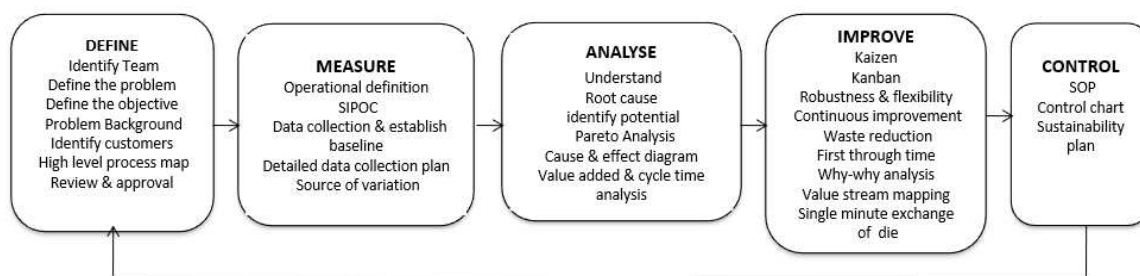 DEFINE
Identify Team
Define the problem
Define the objective
Problem Background
Identify customers
High level process map
Review & approval
MEASURE
Operational definition
SIPOC
Data collection & establish
baseline
Detailed data collection plan
Source of variation
ANALYSE
Understand
Root cause
identify potential
Pareto Analysis
Cause & effect diagram
Value added & cycle time
analysis
IMPROVE
Kaizen
Kanban
Robustness & flexibility
Continuous improvement
Waste reduction
First through time
Why-why analysis
Value stream mapping
Single minute exchange
of die
CONTROL
SOP
Control chart
Sustainability
plan